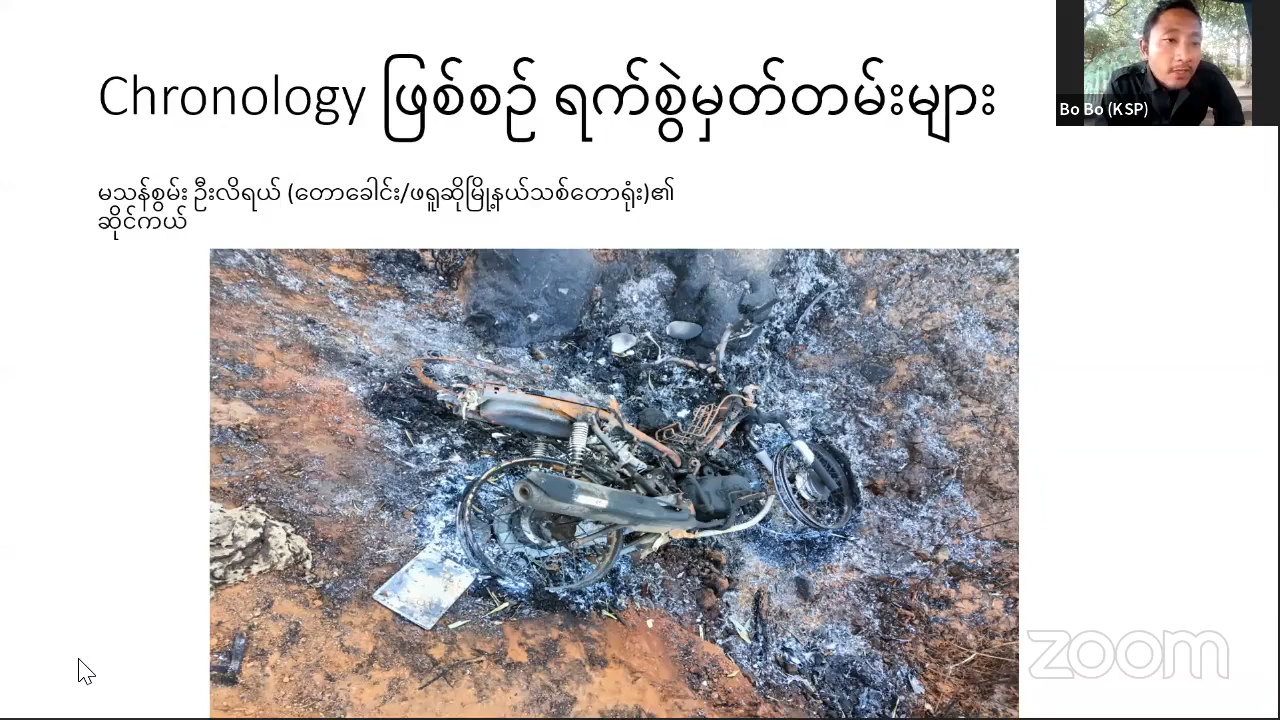 Chronology ဖြစ်စဉ် ရက်စွဲမှတ်တမ်းများ
မသန်စွမ်း ဦးလိရယ် (တောခေါင်း/ဖရူဆိုမြို့နယ်သစ်တောရုံး)၏
ဆိုင်ကယ်
Bo Bo (KSP)
zoom